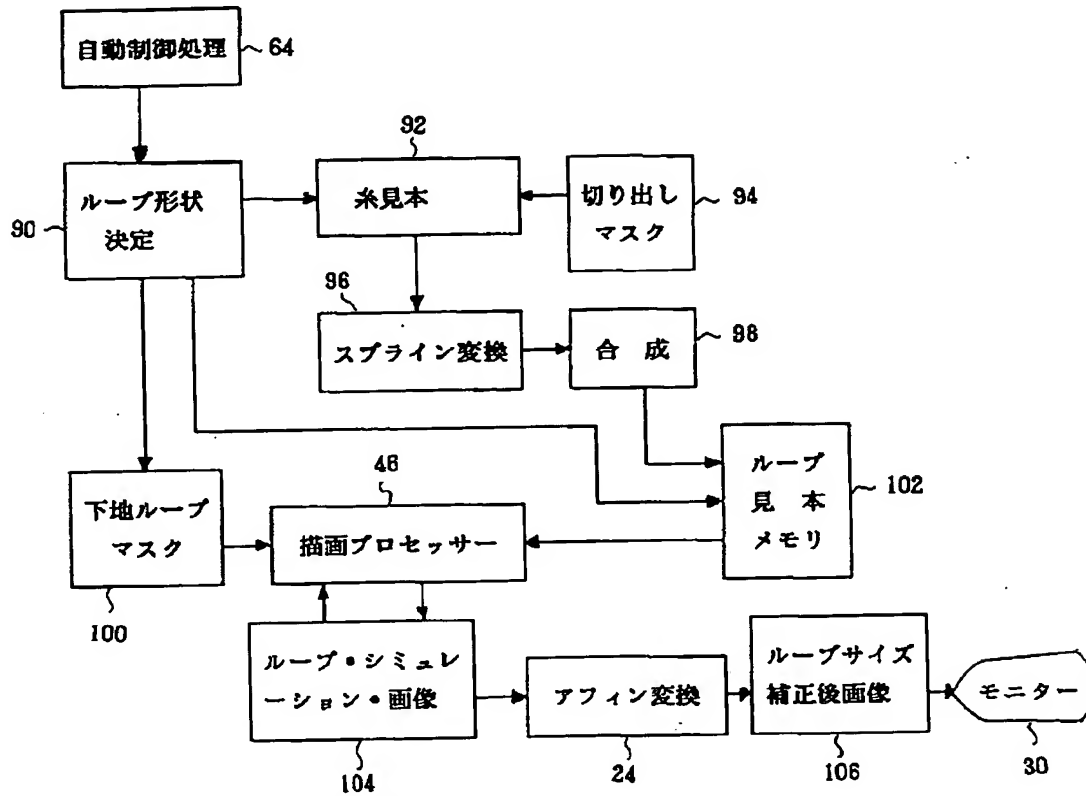 自動制御処理
64
92
ループ形状
決定
90
糸見本
切り出し
マスク
94
96
スプライン変換
合 成
98
46
下地ループ
マスク
100
描画プロセッサー
ループ
見 本
メモリ
102
ループ・シミュレ
ーション・画像
104
アフィン変換
24
ループサイズ
補正後画像
106
モニター
30